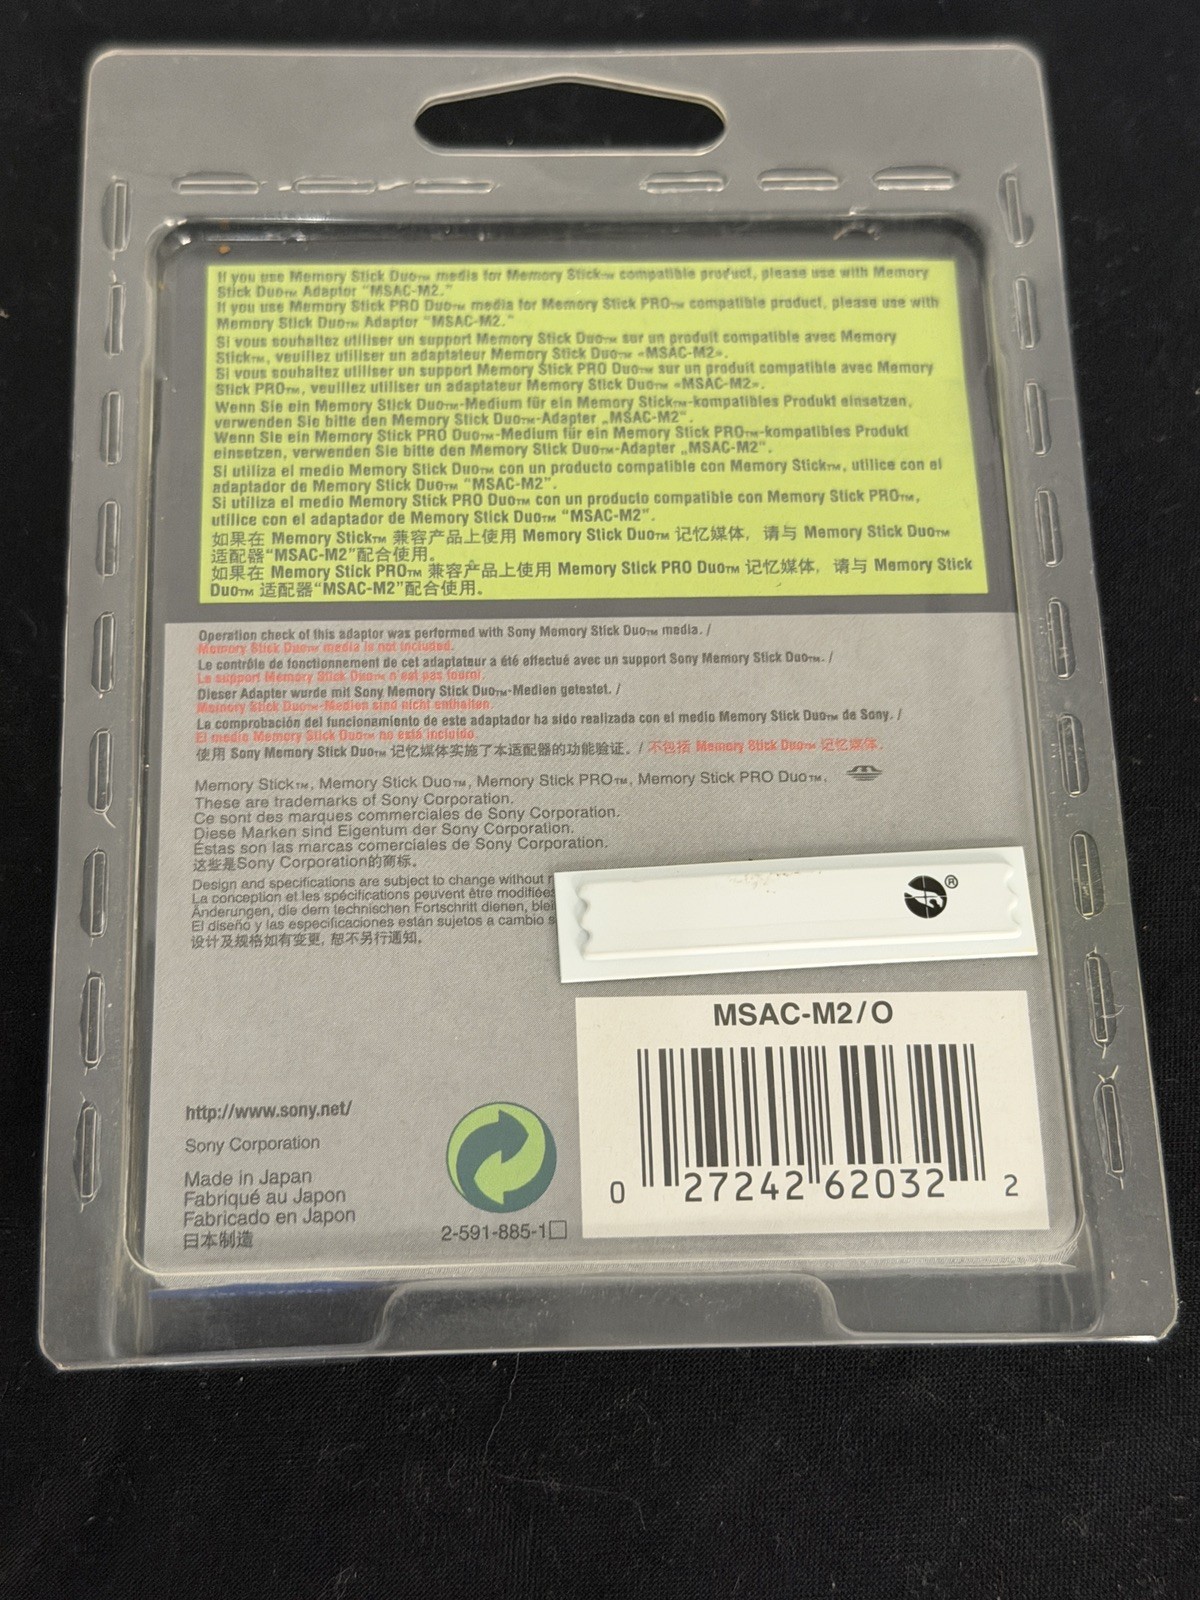 If you use Memory Stick Duo™ media for Memory Stick™ compatible product, please use with Memory
Stick Duo™ Adaptor "MSAC-M2."
If you use Memory Stick PRO Duo™ media for Memory Stick PRO™ compatible product, please use with
Memory Stick Duo™ Adaptor "MSAC-M2."
Si vous souhaitez utiliser un support Memory Stick Duo™ sur un produit compatible avec Memory
Stick™, veuillez utiliser un adaptateur Memory Stick Duo™ «MSAC-M2».
Si vous souhaitez utiliser un support Memory Stick PRO Duo™ sur un produit compatible avec Memory
Stick PRO™, veuillez utiliser un adaptateur Memory Stick Duo™ «MSAC-M2».
Wenn Sie ein Memory Stick Duo™-Medium für ein Memory Stick™-kompatibles Produkt einsetzen,
verwenden Sie bitte den Memory Stick Duo™-Adapter „MSAC-M2".
Wenn Sie ein Memory Stick PRO Duo™-Medium für ein Memory Stick PRO™-kompatibles Produkt
einsetzen, verwenden Sie bitte den Memory Stick Duo™-Adapter „MSAC-M2".
Si utiliza el medio Memory Stick Duo™ con un producto compatible con Memory Stick™, utilice con el
adaptador de Memory Stick Duo™ "MSAC-M2".
Si utiliza el medio Memory Stick PRO Duo™ con un producto compatible con Memory Stick PRO™,
utilice con el adaptador de Memory Stick Duo™ "MSAC-M2".
如果在 Memory Stick™ 兼容产品上使用 Memory Stick Duo™ 记忆媒体，请与 Memory Stick Duo™
适配器"MSAC-M2"配合使用。
如果在 Memory Stick PRO™ 兼容产品上使用 Memory Stick PRO Duo™ 记忆媒体，请与 Memory Stick
Duo™ 适配器"MSAC-M2"配合使用。
Operation check of this adaptor was performed with Sony Memory Stick Duo™ media. /
Memory Stick Duo™ media is not included.
Le contrôle de fonctionnement de cet adaptateur a été effectué avec un support Sony Memory Stick Duo™. /
Le support Memory Stick Duo™ n'est pas fourni.
Dieser Adapter wurde mit Sony Memory Stick Duo™-Medien getestet. /
Memory Stick Duo™-Medien sind nicht enthalten.
La comprobación del funcionamiento de este adaptador ha sido realizada con el medio Memory Stick Duo™ de Sony. /
El medio Memory Stick Duo™ no está incluido.
使用 Sony Memory Stick Duo™ 记忆媒体实施了本适配器的功能验证。/ 不包括 Memory Stick Duo™ 记忆媒体。
Memory Stick™, Memory Stick Duo™, Memory Stick PRO™, Memory Stick PRO Duo™,
These are trademarks of Sony Corporation.
Ce sont des marques commerciales de Sony Corporation.
Diese Marken sind Eigentum der Sony Corporation.
Éstas son las marcas comerciales de Sony Corporation.
这些是Sony Corporation的商标。
Design and specifications are subject to change without
La conception et les spécifications peuvent être modifiées
Änderungen, die dem technischen Fortschritt dienen,
El diseño y las especificaciones están sujetos a cambio
设计及规格如有变更, 恕不另行通知。
®
MSAC-M2/O
0 27242 62032 2
http://www.sony.net/
Sony Corporation
Made in Japan
Fabriqué au Japon
Fabricado en Japon
日本制造
2-591-885-1□